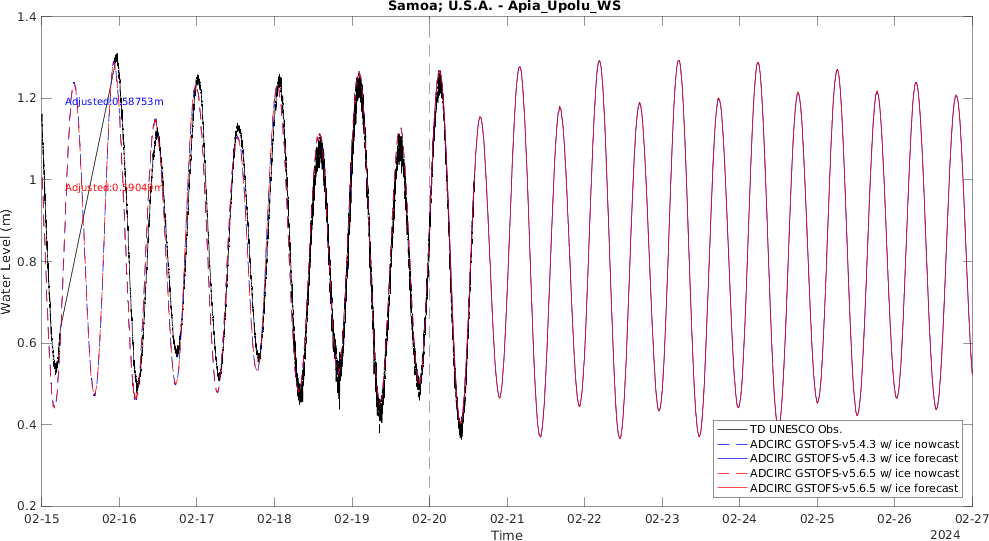 Samoa; U.S.A. - Apia_Upolu_WS
1.4
1.2
1
0.8
0.6
0.4
0.2
Water Level (m)
Adjusted:0.58753m
Adjusted:0.59049m
TD UNESCO Obs.
ADCIRC GSTOFS-v5.4.3 w/ ice nowcast
ADCIRC GSTOFS-v5.4.3 w/ ice forecast
ADCIRC GSTOFS-v5.6.5 w/ ice nowcast
ADCIRC GSTOFS-v5.6.5 w/ ice forecast
02-15 02-16 02-17 02-18 02-19 02-20 02-21 02-22 02-23 02-24 02-25 02-26 02-27
Time
2024